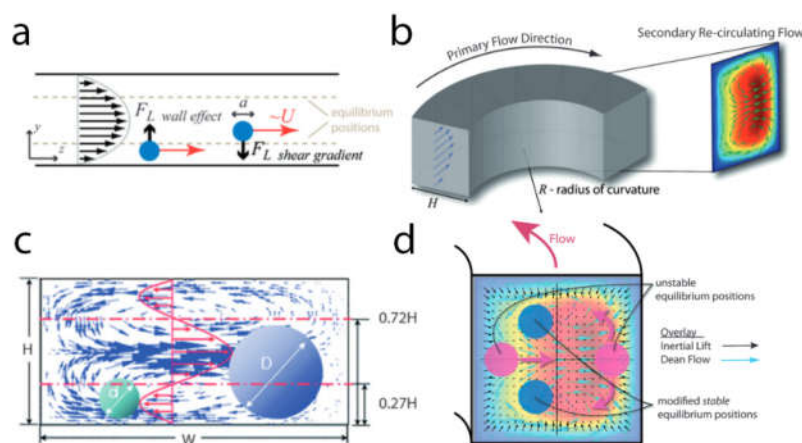 a
F_L wall effect
a
~U
equilibrium
positions
F_L shear gradient
y
z
b
Primary Flow Direction
Secondary Re-circulating Flow
H
R - radius of curvature
c
H
D
d
0.72H
0.27H
W
d
Flow
unstable
equilibrium positions
Overlay
Inertial Lift
Dean Flow
modified stable
equilibrium positions